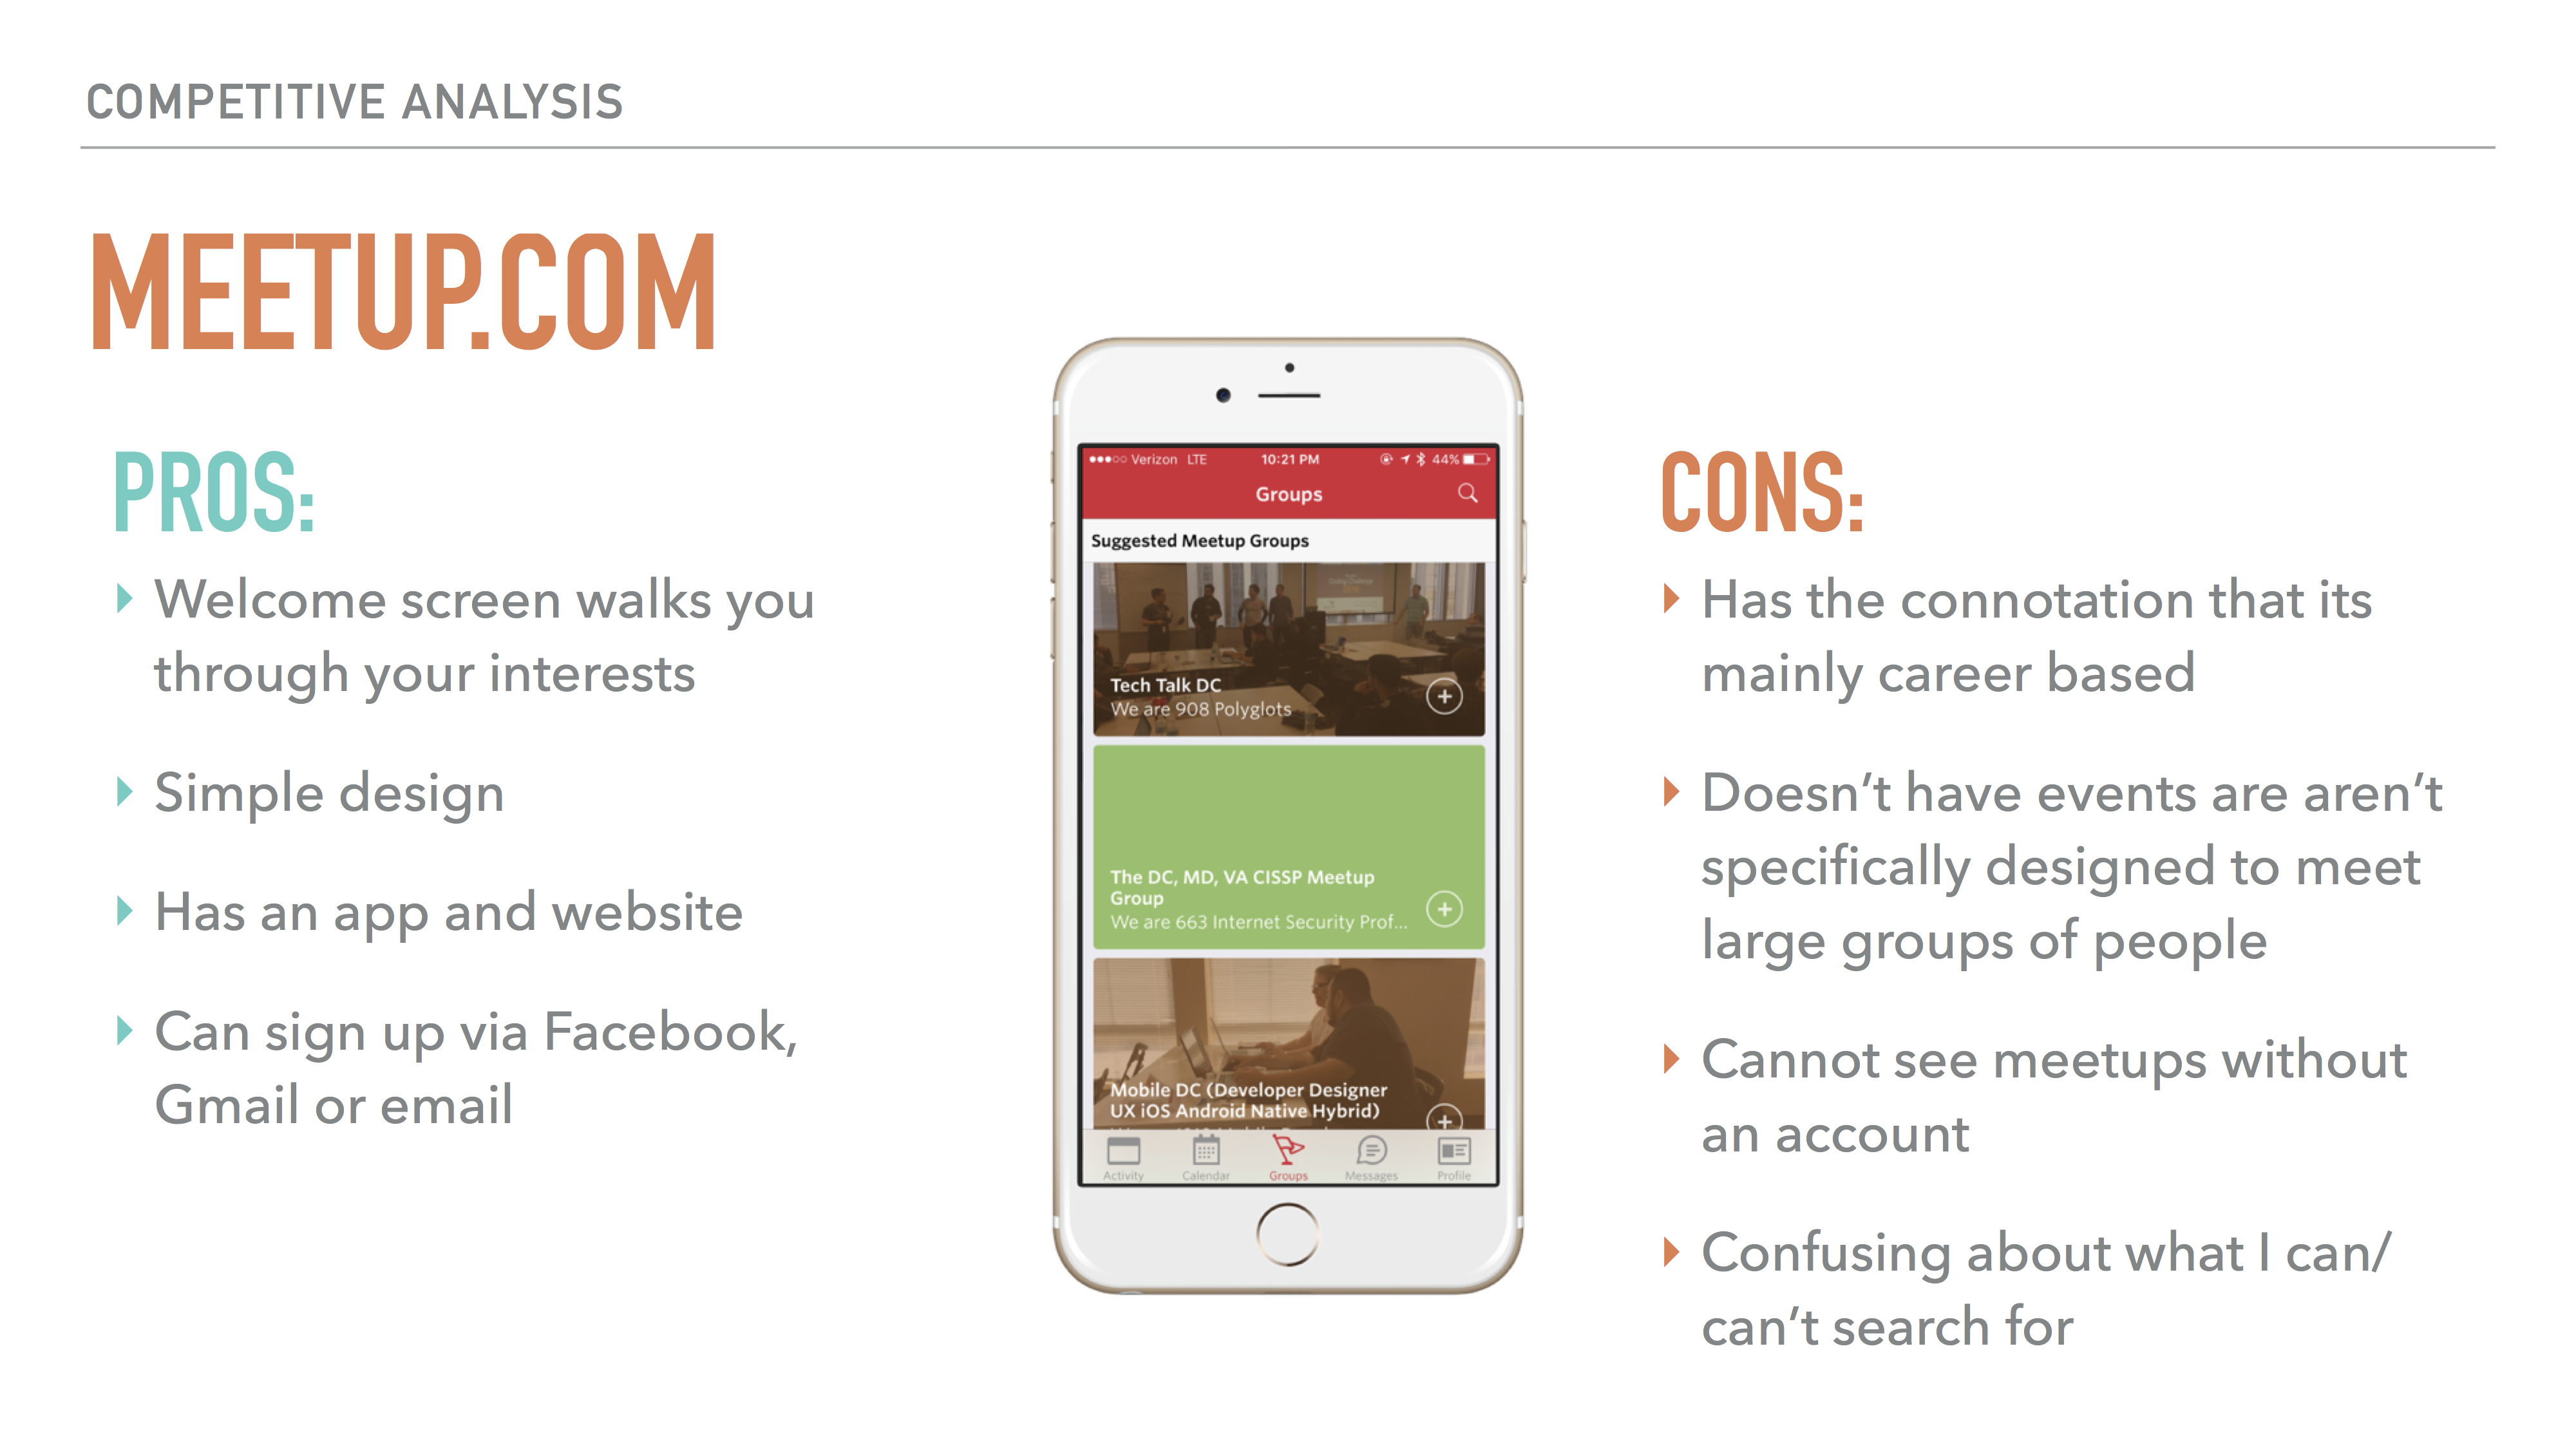 COMPETITIVE ANALYSIS
MEETUP.COM
PROS:
Welcome screen walks you
through your interests
Simple design
Has an app and website
Can sign up via Facebook,
Gmail or email
Verizon LTE 10:21 PM 44%
Groups
Suggested Meetup Groups
Tech Talk DC
We are 908 Polyglots
The DC, MD, VA CISSP Meetup
Group
We are 663 Internet Security Prof...
Mobile DC (Developer Designer
UX iOS Android Native Hybrid)
Activity Calendar Groups Messages Profile
CONS:
Has the connotation that its
mainly career based
Doesn’t have events are aren’t
specifically designed to meet
large groups of people
Cannot see meetups without
an account
Confusing about what I can/
can’t search for